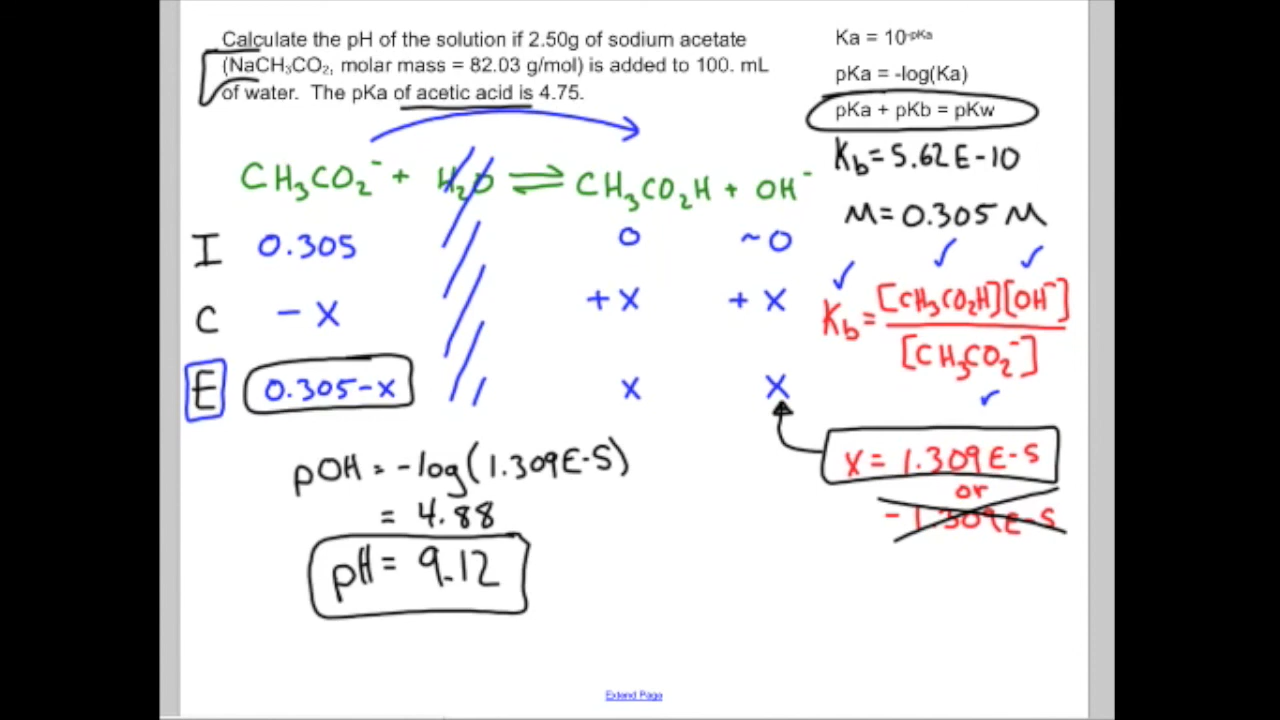 Calculate the pH of the solution if 2.50g of sodium acetate
(NaCH₃CO₂, molar mass = 82.03 g/mol) is added to 100. mL
of water. The pKa of acetic acid is 4.75.
Ka = 10^-pKa
pKa = -log(Ka)
pKa + pKb = pKw
Kb = 5.62E-10
M = 0.305 M
CH₃CO₂⁻ + H₂O ⇌ CH₃CO₂H + OH⁻
I 0.305 0 ~0
C -x +x +x
E 0.305-x x x
Kb = [CH₃CO₂H][OH⁻]
[CH₃CO₂⁻]
x = 1.309E-5
or
-1.309E-5
pOH = -log(1.309E-5)
= 4.88
pH = 9.12
Extend Page